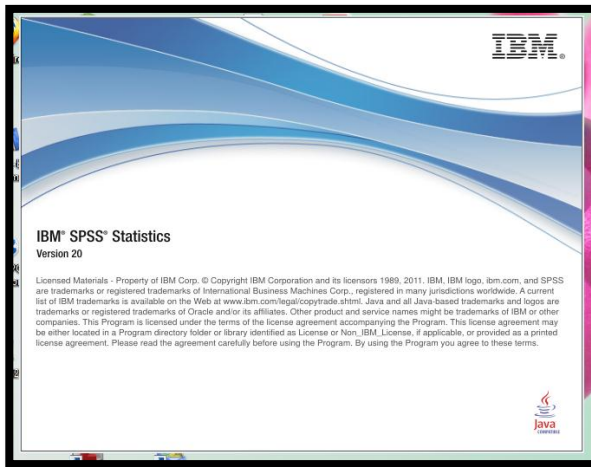 IBM®
IBM® SPSS® Statistics
Version 20
Licensed Materials - Property of IBM Corp. © Copyright IBM Corporation and its licensors 1989, 2011. IBM, IBM logo, ibm.com, and SPSS
are trademarks or registered trademarks of International Business Machines Corp., registered in many jurisdictions worldwide. A current
list of IBM trademarks is available on the Web at www.ibm.com/legal/copytrade.shtml. Java and all Java-based trademarks and logos are
trademarks or registered trademarks of Oracle and/or its affiliates. Other product and service names might be trademarks of IBM or other
companies. This Program is licensed under the terms of the license agreement accompanying the Program. This license agreement may
be either located in a Program directory folder or library identified as License or Non_IBM_License, if applicable, or provided as a printed
license agreement. Please read the agreement carefully before using the Program. By using the Program you agree to these terms.
Java
COMPATIBLE